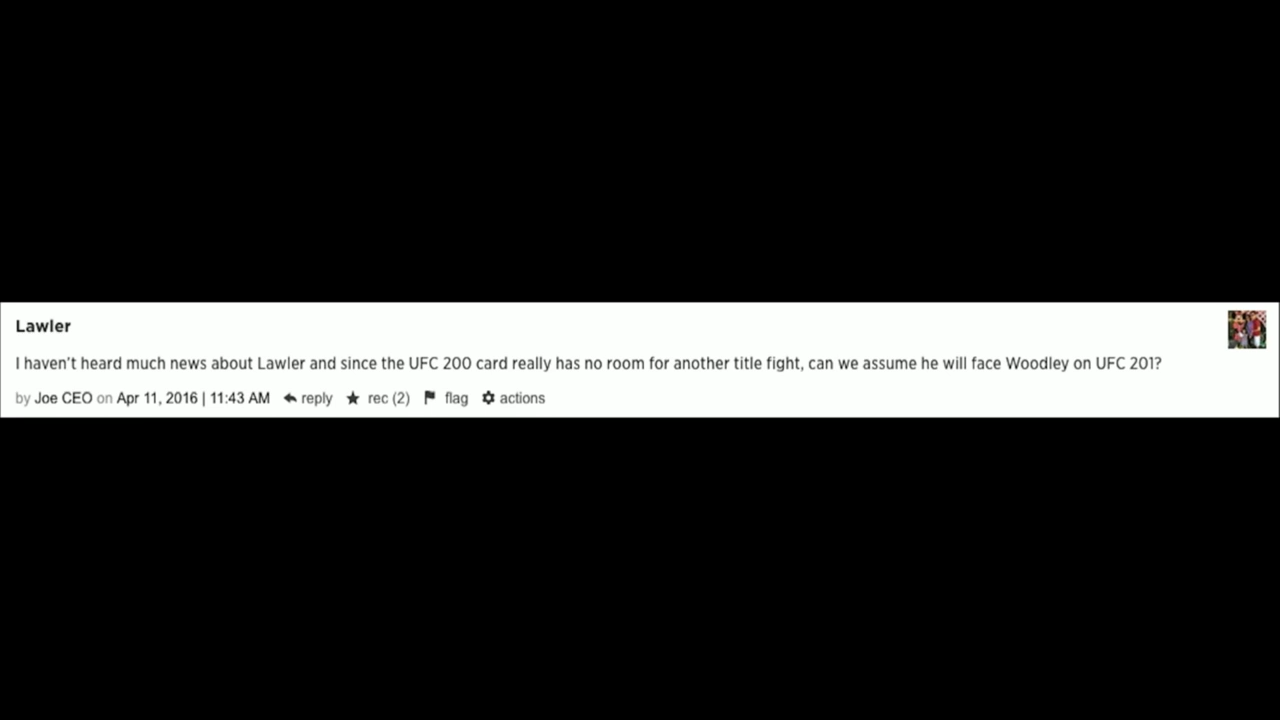 Lawler
I haven't heard much news about Lawler and since the UFC 200 card really has no room for another title fight, can we assume he will face Woodley on UFC 201?
by Joe CEO on Apr 11, 2016 | 11:43 AM reply rec (2) flag actions